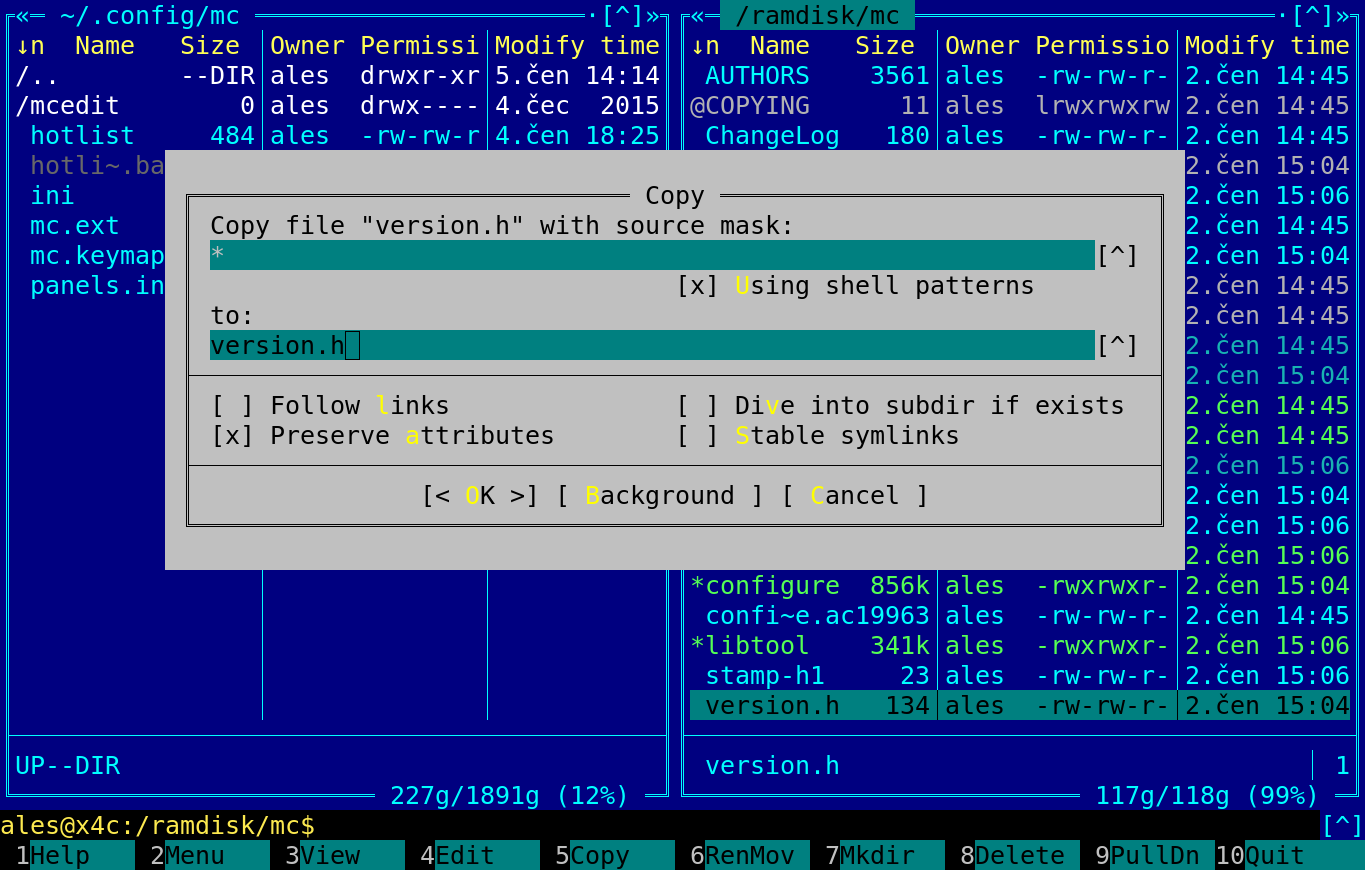 «═ ~/.config/mc ═·[^]»  «═ /ramdisk/mc ═·[^]»
↓n  Name   Size │Owner Permissi│Modify time  ↓n  Name   Size │Owner Permissio│Modify time
/..        --DIR│ales  drwxr-xr│5.čen 14:14   AUTHORS    3561│ales  -rw-rw-r-│2.čen 14:45
/mcedit        0│ales  drwx----│4.čec  2015  @COPYING      11│ales  lrwxrwxrw│2.čen 14:45
 hotlist     484│ales  -rw-rw-r│4.čen 18:25   ChangeLog   180│ales  -rw-rw-r-│2.čen 14:45
 hotli~.ba 2.čen 15:04
 ini Copy 2.čen 15:06
 mc.ext Copy file "version.h" with source mask: 2.čen 14:45
 mc.keymap * [^] 2.čen 15:04
 panels.in [x] Using shell patterns 2.čen 14:45
to: 2.čen 14:45
version.h [^] 2.čen 14:45
2.čen 15:04
[ ] Follow links [ ] Dive into subdir if exists 2.čen 14:45
[x] Preserve attributes [ ] Stable symlinks 2.čen 14:45
2.čen 15:06
[< OK >] [ Background ] [ Cancel ] 2.čen 15:04
2.čen 15:06
2.čen 15:06
*configure  856k│ales  -rwxrwxr-│2.čen 15:04
 confi~e.ac19963│ales  -rw-rw-r-│2.čen 14:45
*libtool    341k│ales  -rwxrwxr-│2.čen 15:06
 stamp-h1     23│ales  -rw-rw-r-│2.čen 15:06
 version.h   134│ales  -rw-rw-r-│2.čen 15:04
UP--DIR  version.h │ 1
227g/1891g (12%)  117g/118g (99%)
ales@x4c:/ramdisk/mc$ [^]
1Help 2Menu 3View 4Edit 5Copy 6RenMov 7Mkdir 8Delete 9PullDn 10Quit